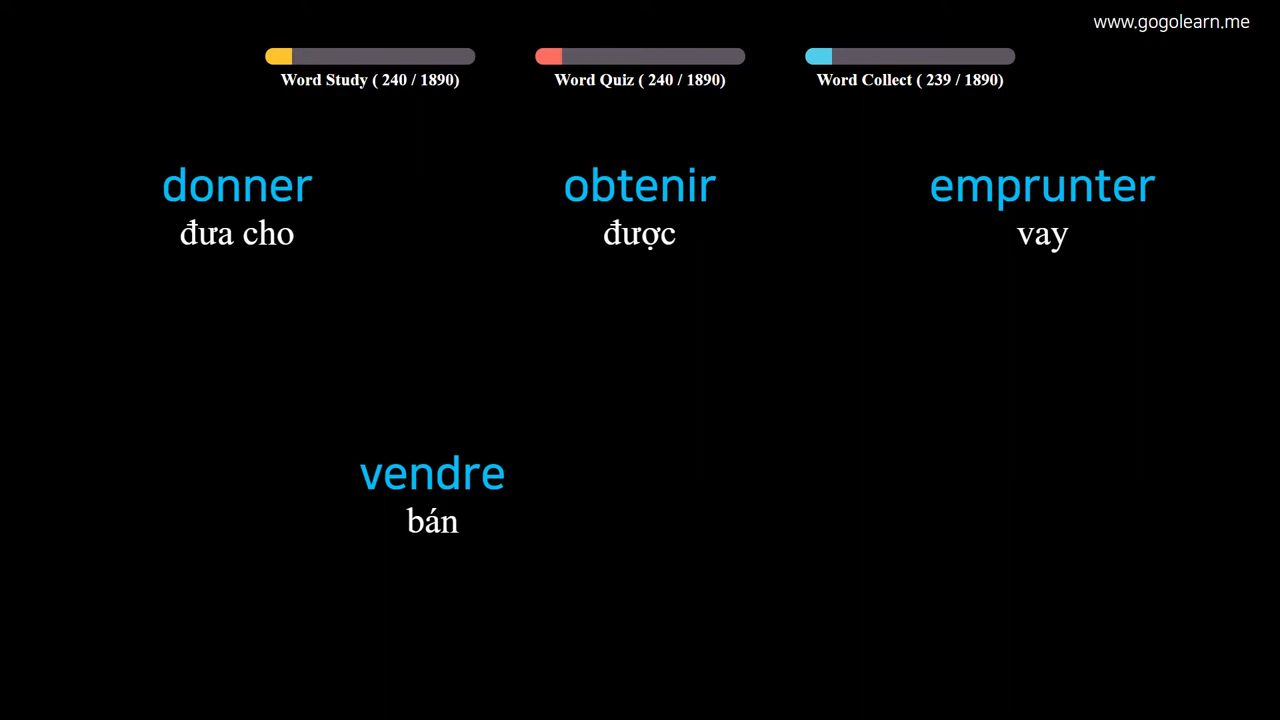 www.gogolearn.me
Word Study ( 240 / 1890)
Word Quiz ( 240 / 1890)
Word Collect ( 239 / 1890)
donner
đưa cho
obtenir
được
emprunter
vay
vendre
bán